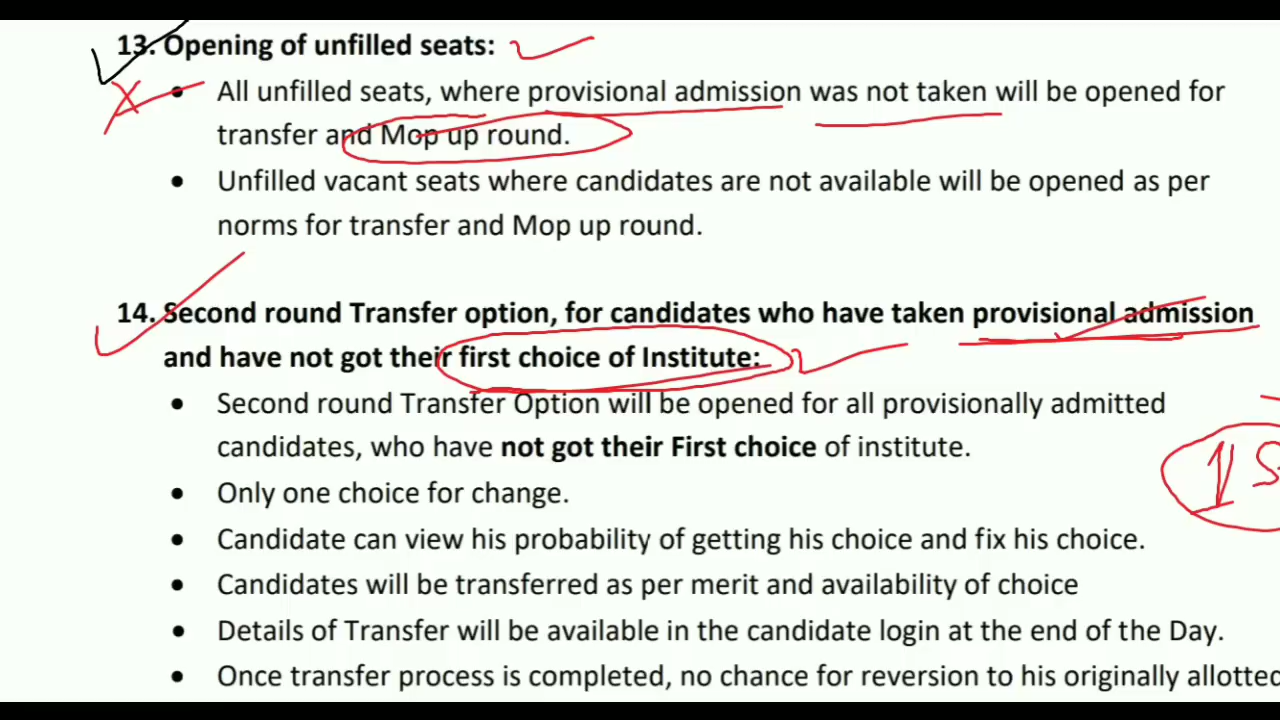 13. Opening of unfilled seats:
• All unfilled seats, where provisional admission was not taken will be opened for
transfer and Mop up round.
• Unfilled vacant seats where candidates are not available will be opened as per
norms for transfer and Mop up round.
14. Second round Transfer option, for candidates who have taken provisional admission
and have not got their first choice of Institute:
• Second round Transfer Option will be opened for all provisionally admitted
candidates, who have not got their First choice of institute.
• Only one choice for change.
• Candidate can view his probability of getting his choice and fix his choice.
• Candidates will be transferred as per merit and availability of choice
• Details of Transfer will be available in the candidate login at the end of the Day.
• Once transfer process is completed, no chance for reversion to his originally allotted